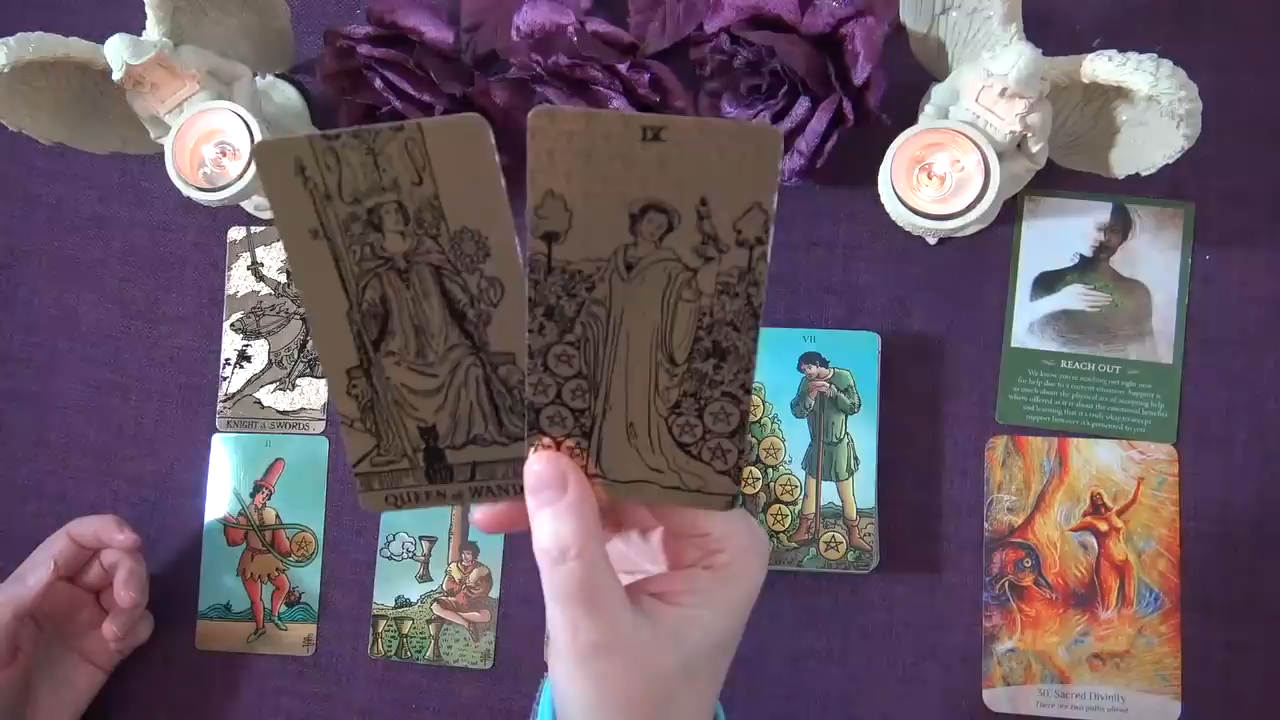 IX
QUEEN of WAND
VII
KNIGHT of SWORDS.
II
REACH OUT
We know you're reaching out right now
for help due to a current situation. Support is
as much about the physical act of accepting help
where offered as it is about the emotional benefits
and learning that it's truly okay to accept
support however it's presented to you.
30. Sacred Divinity
There are two paths ahead